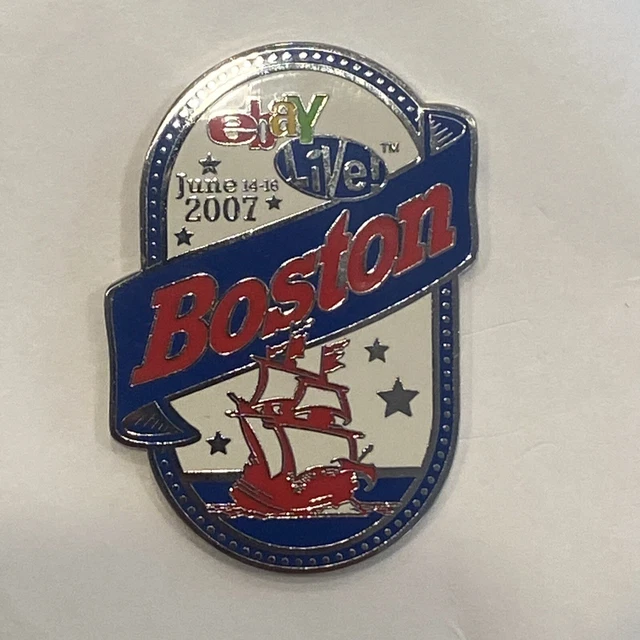 ebay
Live!™
June 14-16
2007
Boston